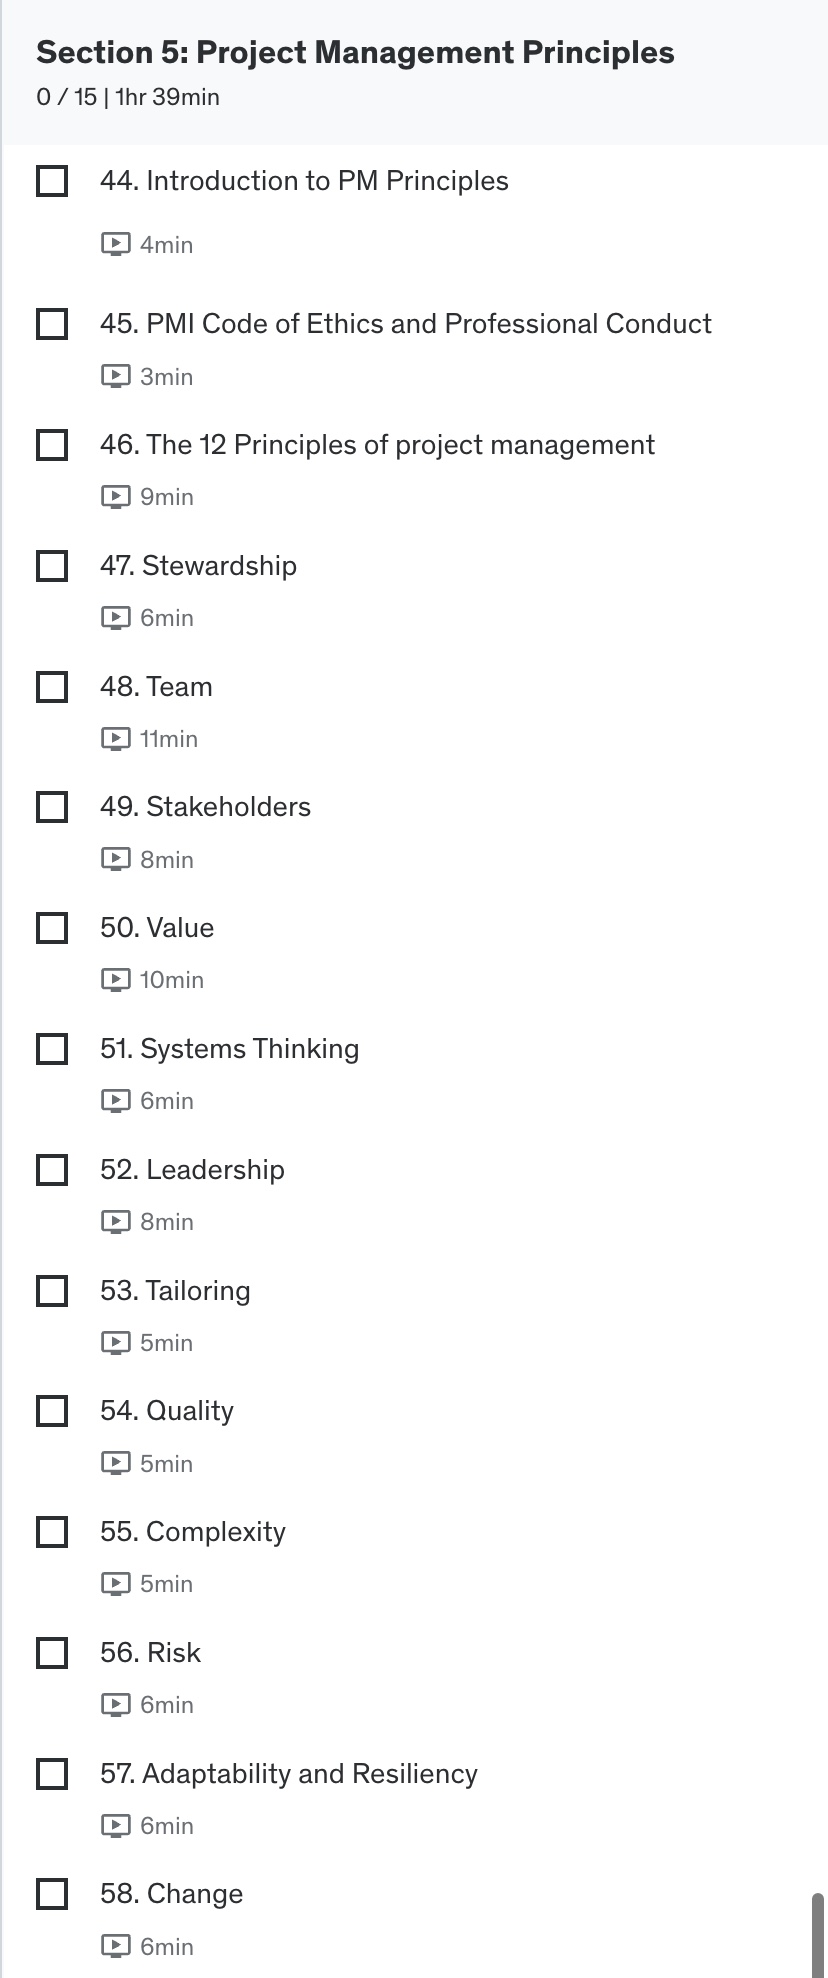 Section 5: Project Management Principles
0 / 15 | 1hr 39min
44. Introduction to PM Principles
4min
45. PMI Code of Ethics and Professional Conduct
3min
46. The 12 Principles of project management
9min
47. Stewardship
6min
48. Team
11min
49. Stakeholders
8min
50. Value
10min
51. Systems Thinking
6min
52. Leadership
8min
53. Tailoring
5min
54. Quality
5min
55. Complexity
5min
56. Risk
6min
57. Adaptability and Resiliency
6min
58. Change
6min